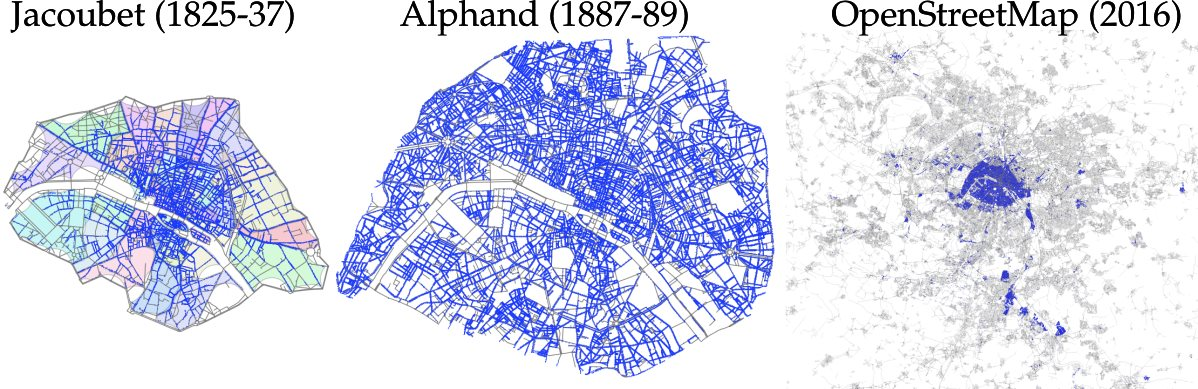 Jacoubet (1825-37)
Alphand (1887-89)
OpenStreetMap (2016)